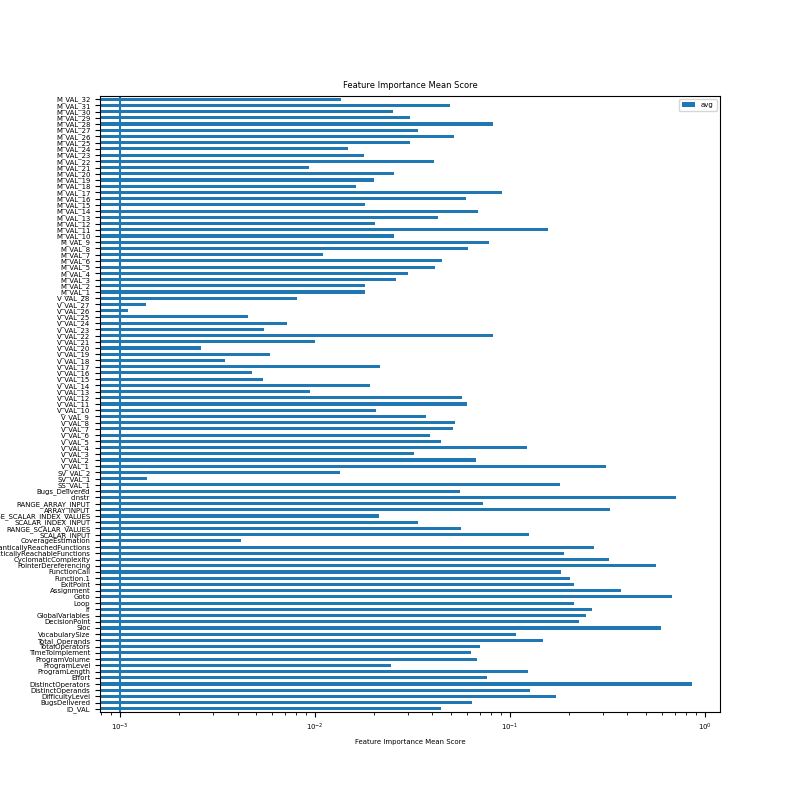 Feature Importance Mean Score
avg
M_VAL_32
M_VAL_31
M_VAL_30
M_VAL_29
M_VAL_28
M_VAL_27
M_VAL_26
M_VAL_25
M_VAL_24
M_VAL_23
M_VAL_22
M_VAL_21
M_VAL_20
M_VAL_19
M_VAL_18
M_VAL_17
M_VAL_16
M_VAL_15
M_VAL_14
M_VAL_13
M_VAL_12
M_VAL_11
M_VAL_10
M_VAL_9
M_VAL_8
M_VAL_7
M_VAL_6
M_VAL_5
M_VAL_4
M_VAL_3
M_VAL_2
M_VAL_1
V_VAL_28
V_VAL_27
V_VAL_26
V_VAL_25
V_VAL_24
V_VAL_23
V_VAL_22
V_VAL_21
V_VAL_20
V_VAL_19
V_VAL_18
V_VAL_17
V_VAL_16
V_VAL_15
V_VAL_14
V_VAL_13
V_VAL_12
V_VAL_11
V_VAL_10
V_VAL_9
V_VAL_8
V_VAL_7
V_VAL_6
V_VAL_5
V_VAL_4
V_VAL_3
V_VAL_2
V_VAL_1
SV_VAL_2
SV_VAL_1
SS_VAL_1
Bugs_Delivered
cInstr
RANGE_ARRAY_INPUT
ARRAY_INPUT
E_SCALAR_INDEX_VALUES
SCALAR_INDEX_INPUT
RANGE_SCALAR_VALUES
SCALAR_INPUT
CoverageEstimation
anticallyReachedFunctions
ticallyReachableFunctions
CyclomaticComplexity
PointerDereferencing
FunctionCall
Function.1
ExitPoint
Assignment
Goto
Loop
If
GlobalVariables
DecisionPoint
Sloc
VocabularySize
Total_Operands
TotalOperators
TimeToImplement
ProgramVolume
ProgramLevel
ProgramLength
Effort
DistinctOperators
DistinctOperands
DifficultyLevel
BugsDelivered
ID_VAL
10⁻³ 10⁻² 10⁻¹ 10⁰
Feature Importance Mean Score